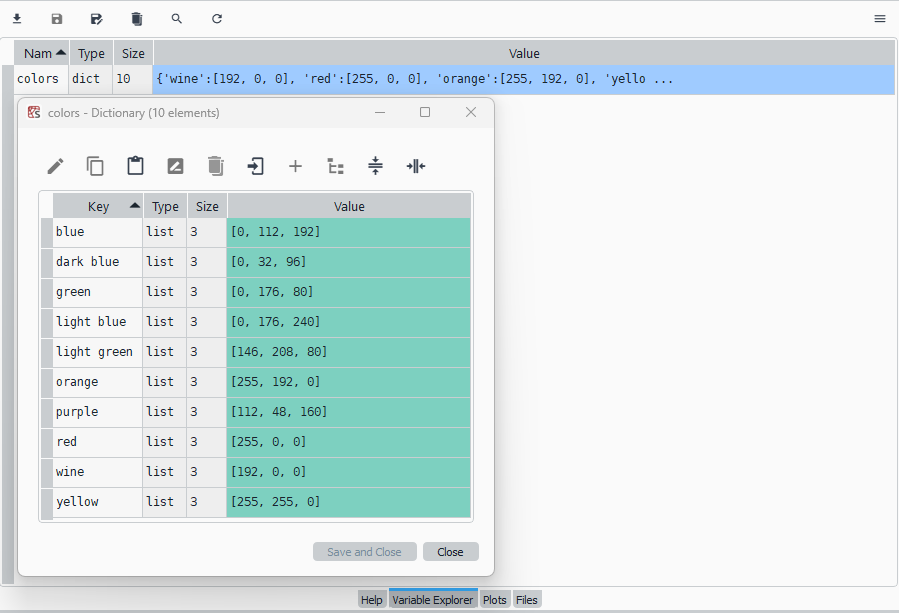 Nam Type Size Value
colors dict 10 {'wine':[192, 0, 0], 'red':[255, 0, 0], 'orange':[255, 192, 0], 'yello ...
colors - Dictionary (10 elements)
Key Type Size Value
blue list 3 [0, 112, 192]
dark blue list 3 [0, 32, 96]
green list 3 [0, 176, 80]
light blue list 3 [0, 176, 240]
light green list 3 [146, 208, 80]
orange list 3 [255, 192, 0]
purple list 3 [112, 48, 160]
red list 3 [255, 0, 0]
wine list 3 [192, 0, 0]
yellow list 3 [255, 255, 0]
Save and Close Close
Help Variable Explorer Plots Files